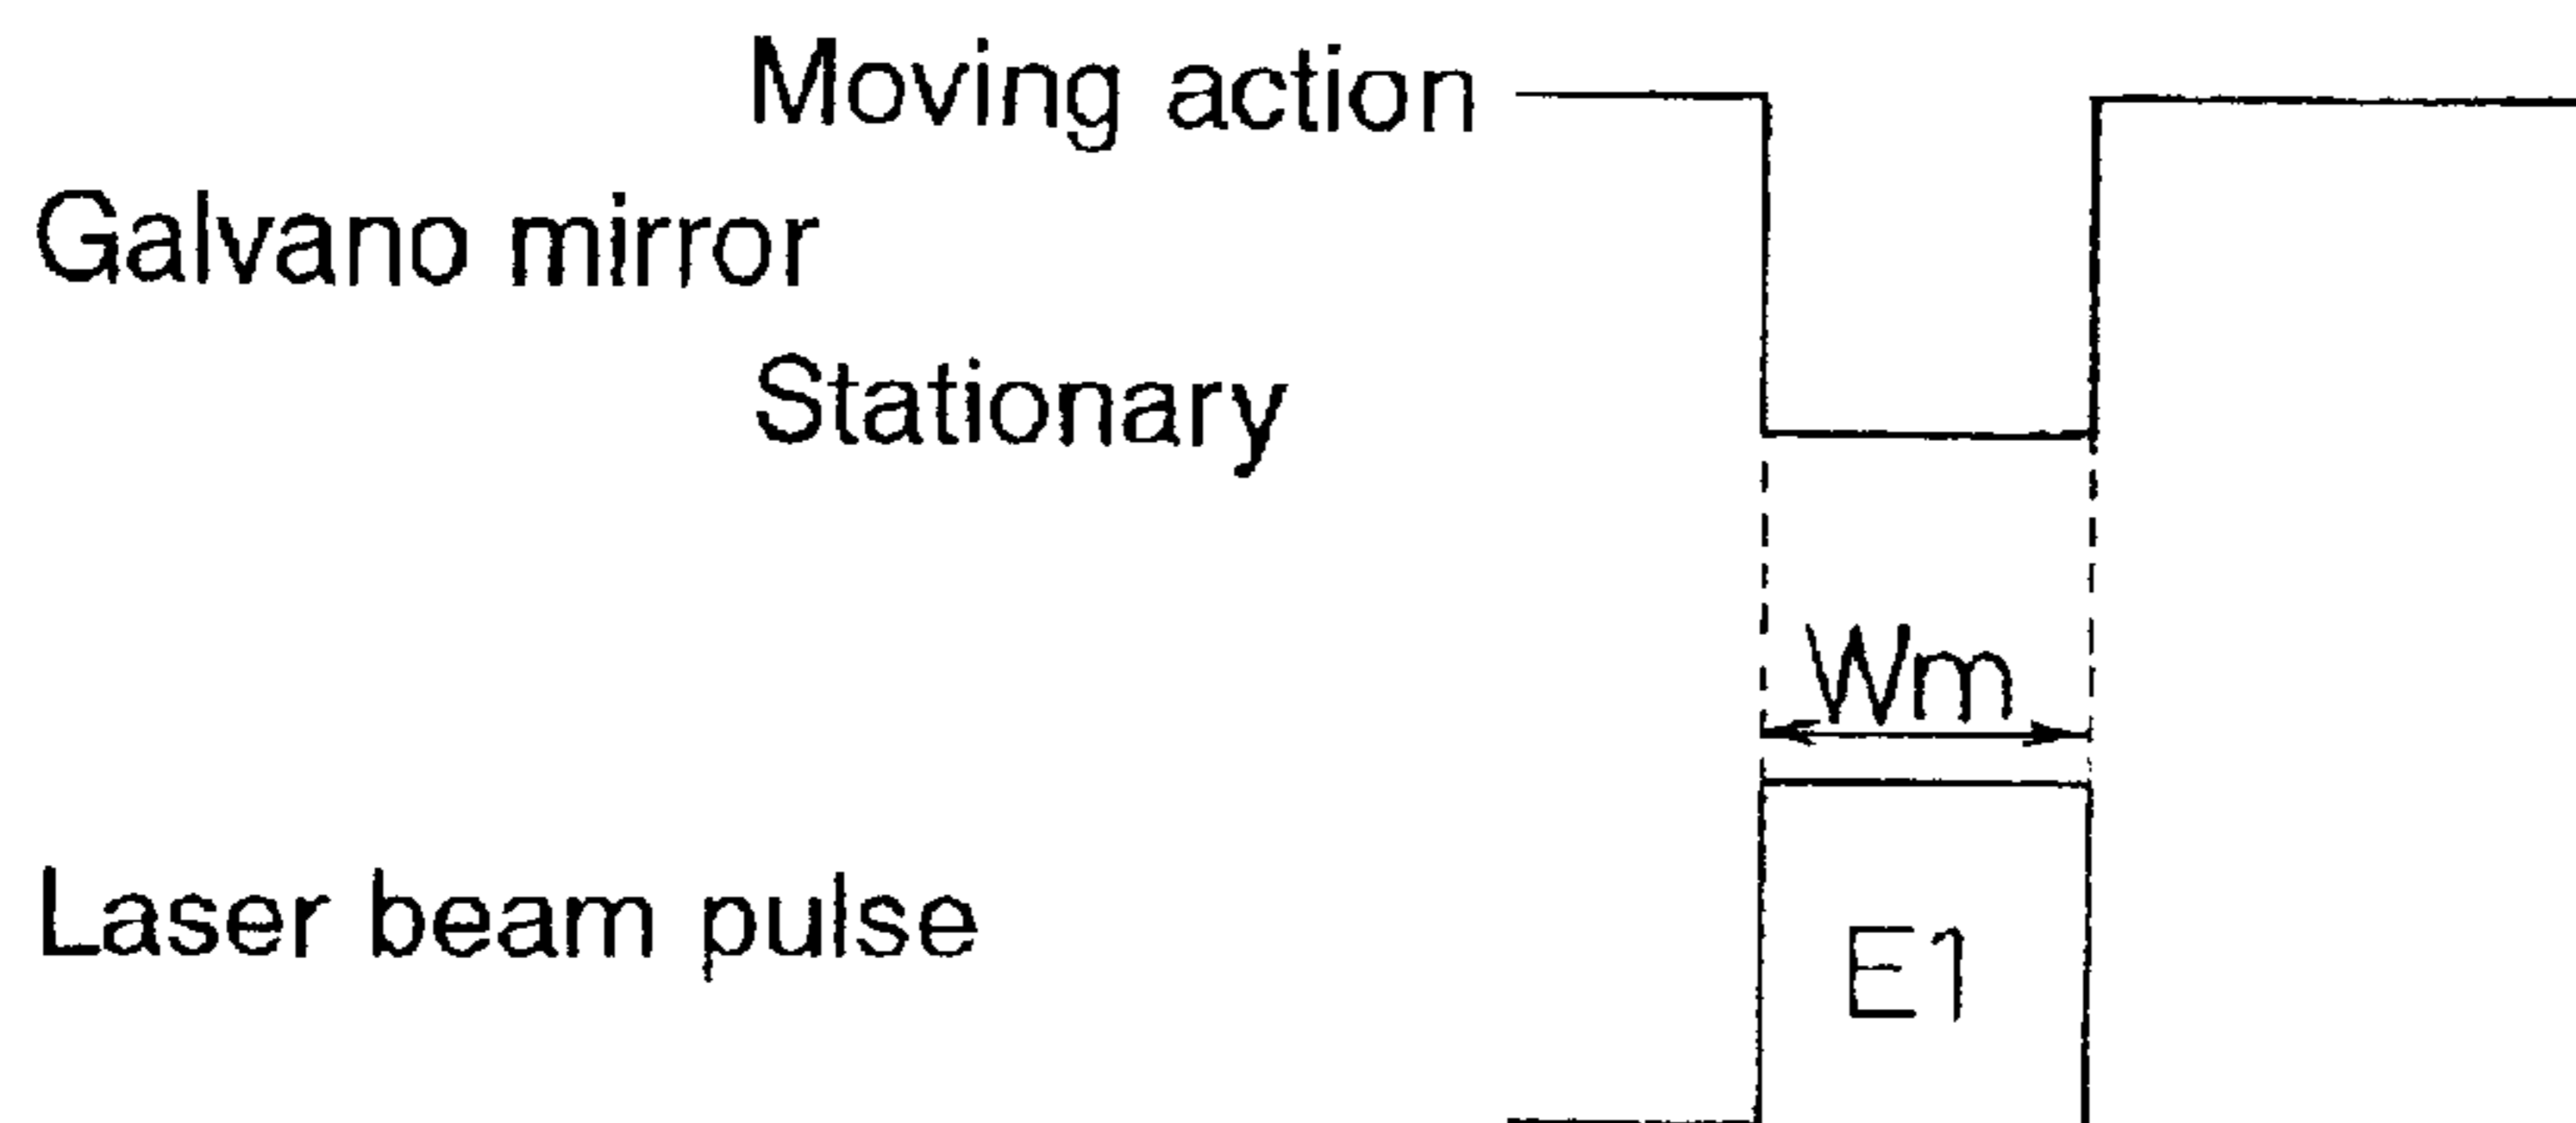 Moving action
Galvano mirror
Stationary
Wm
Laser beam pulse
E1